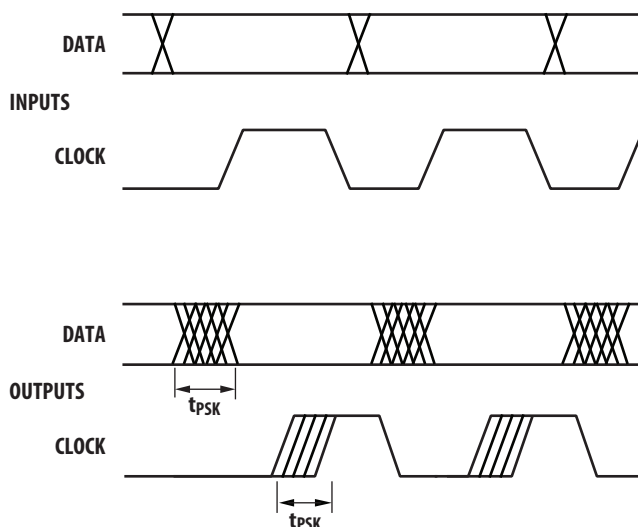 DATA
INPUTS
CLOCK
DATA
tPSK
OUTPUTS
CLOCK
tPSK